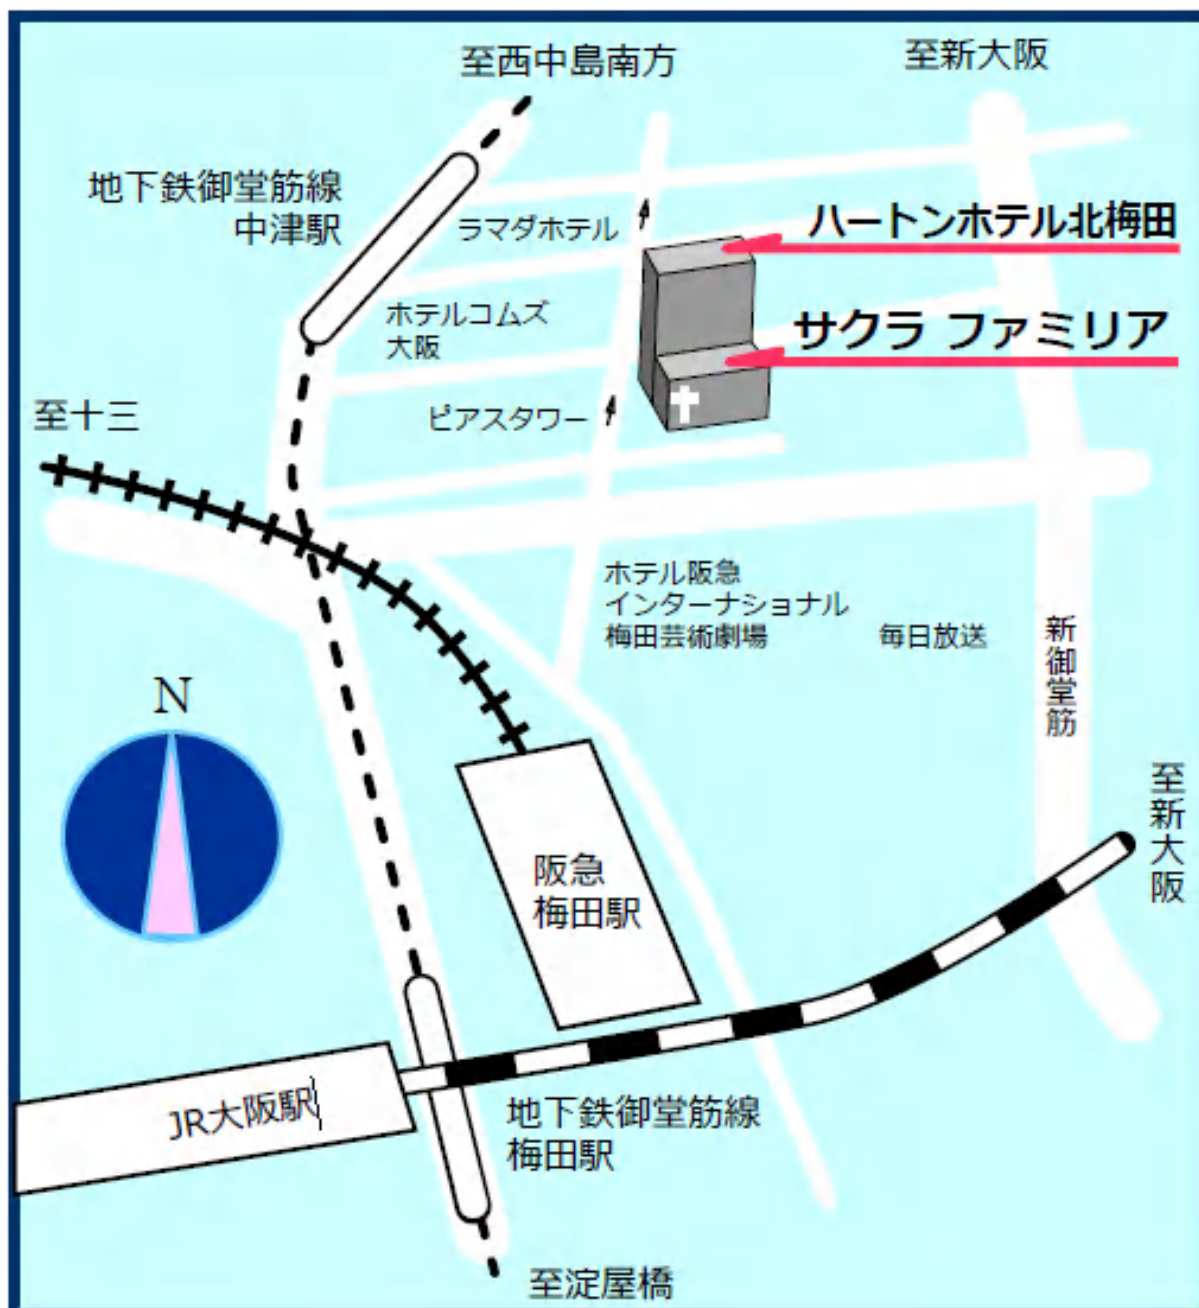 至西中島南方
至新大阪
地下鉄御堂筋線
中津駅
ラマダホテル
ハートンホテル北梅田
ホテルコムズ
大阪
サクラ ファミリア
至十三
ピアスタワー
ホテル阪急
インターナショナル
梅田芸術劇場
毎日放送
新御堂筋
N
至新大阪
阪急
梅田駅
JR大阪駅
地下鉄御堂筋線
梅田駅
至淀屋橋